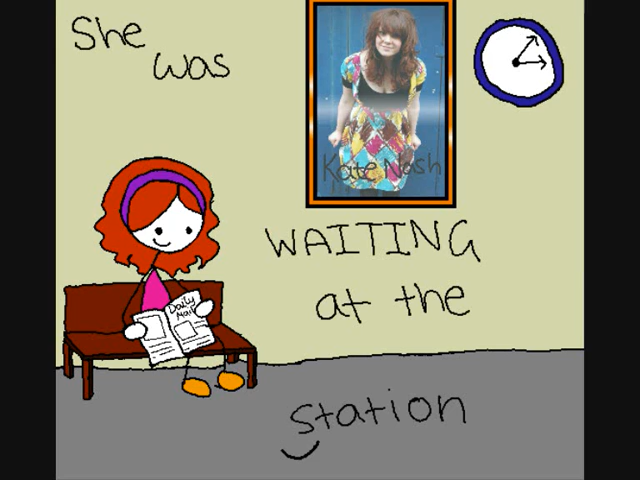 She
was
Kate Nash
WAITING
at the
Daily
Mail
station